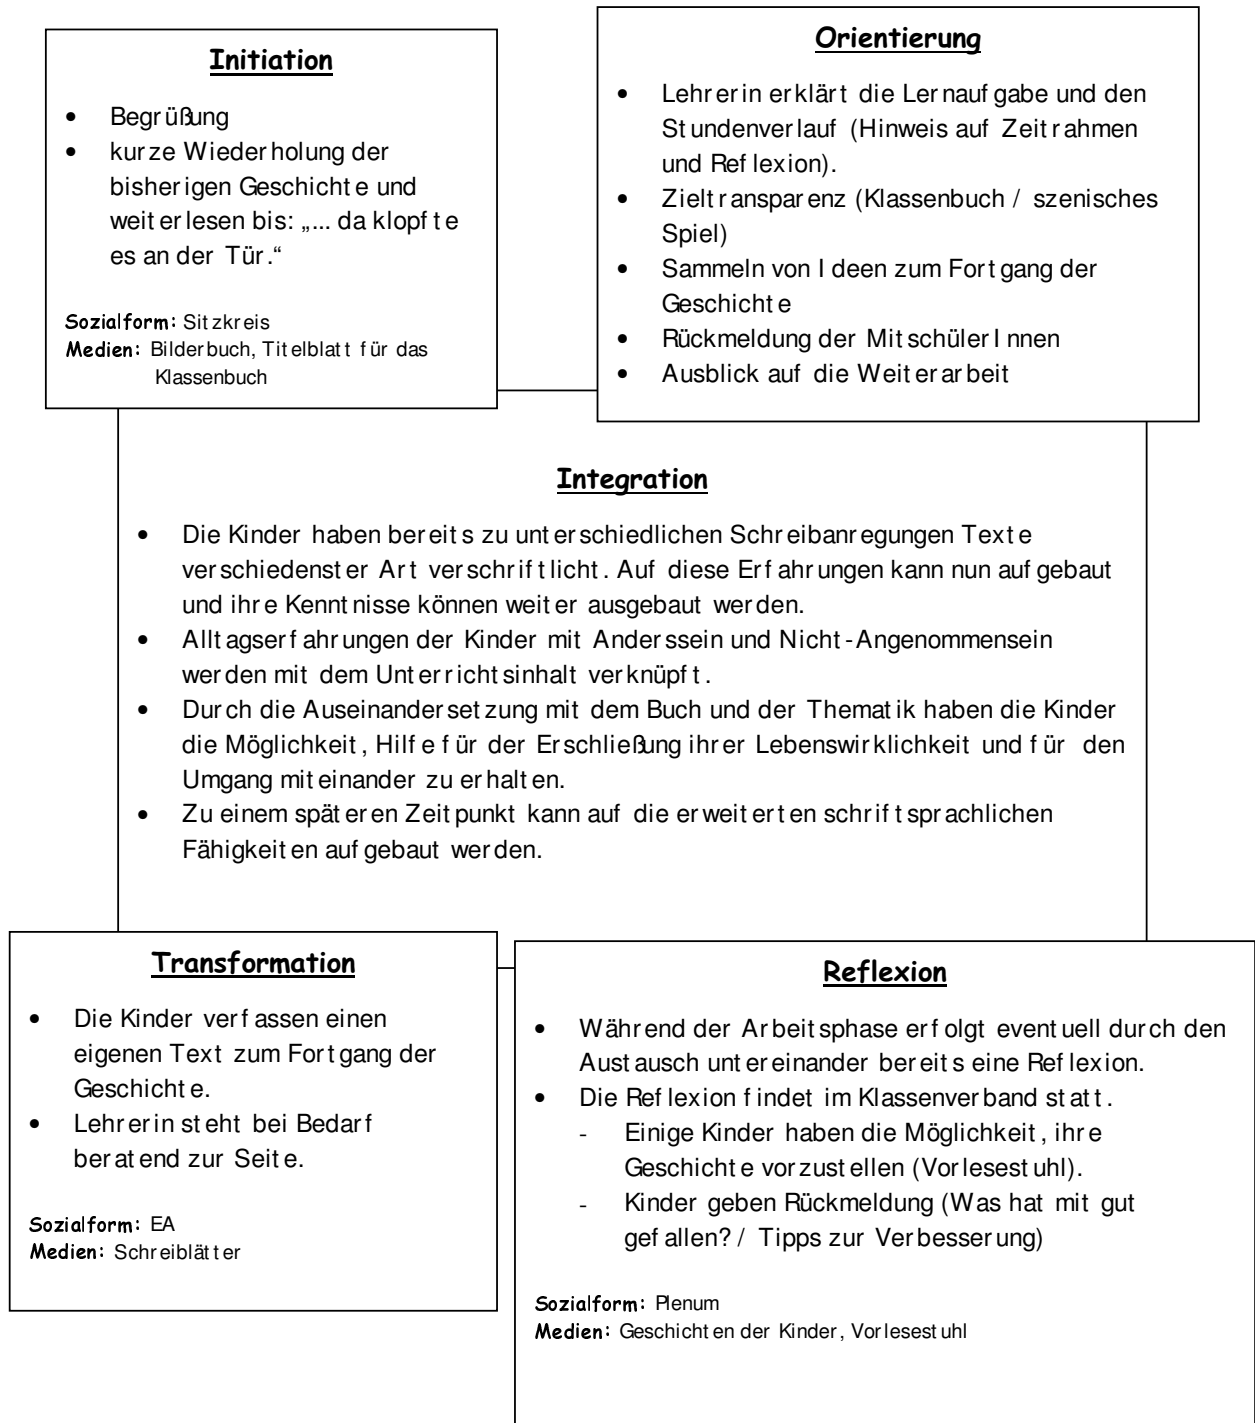 Initiation
• Begrüßung
• kurze Wiederholung der
bisherigen Geschichte und
weiterlesen bis: „... da klopfte
es an der Tür.“
Sozialform: Sitzkreis
Medien: Bilderbuch, Titelblatt für das
Klassenbuch
Orientierung
• Lehrerin erklärt die Lernaufgabe und den
Stundenverlauf (Hinweis auf Zeitrahmen
und Reflexion).
• Zieltransparenz (Klassenbuch / szenisches
Spiel)
• Sammeln von Ideen zum Fortgang der
Geschichte
• Rückmeldung der MitschülerInnen
• Ausblick auf die Weiterarbeit
Integration
• Die Kinder haben bereits zu unterschiedlichen Schreibanregungen Texte
verschiedenster Art verschriftlicht. Auf diese Erfahrungen kann nun aufgebaut
und ihre Kenntnisse können weiter ausgebaut werden.
• Alltagserfahrungen der Kinder mit Anderssein und Nicht-Angenommensein
werden mit dem Unterrichtsinhalt verknüpft.
• Durch die Auseinandersetzung mit dem Buch und der Thematik haben die Kinder
die Möglichkeit, Hilfe für der Erschließung ihrer Lebenswirklichkeit und für den
Umgang miteinander zu erhalten.
• Zu einem späteren Zeitpunkt kann auf die erweiterten schriftsprachlichen
Fähigkeiten aufgebaut werden.
Transformation
• Die Kinder verfassen einen
eigenen Text zum Fortgang der
Geschichte.
• Lehrerin steht bei Bedarf
beratend zur Seite.
Sozialform: EA
Medien: Schreiblätter
Reflexion
• Während der Arbeitsphase erfolgt eventuell durch den
Austausch untereinander bereits eine Reflexion.
• Die Reflexion findet im Klassenverband statt.
- Einige Kinder haben die Möglichkeit, ihre
Geschichte vorzustellen (Vorlesestuhl).
- Kinder geben Rückmeldung (Was hat mit gut
gefallen? / Tipps zur Verbesserung)
Sozialform: Plenum
Medien: Geschichten der Kinder, Vorlesestuhl